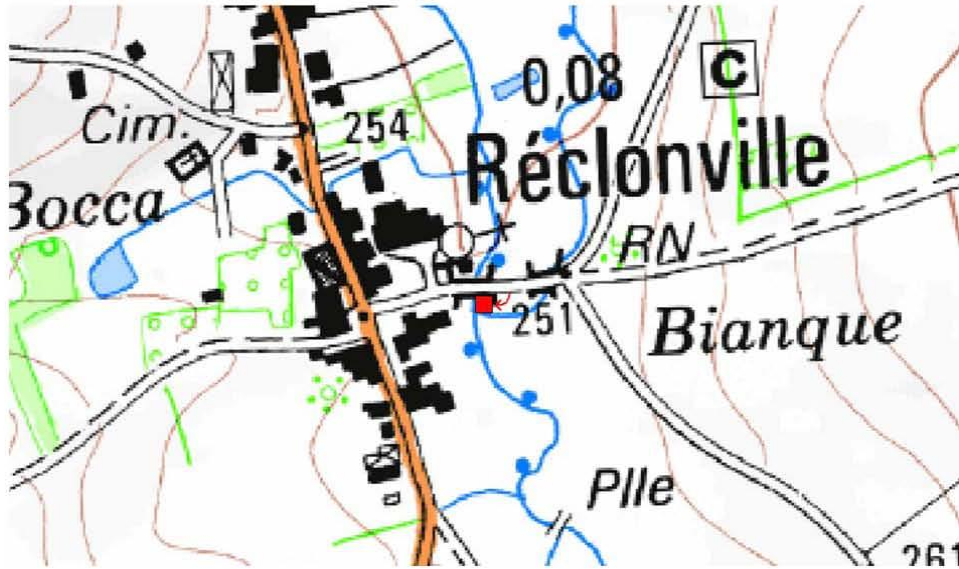 C
0,08
Cim.
254
Réclonville
Bocca
RN
251
Bianque
Plle
261